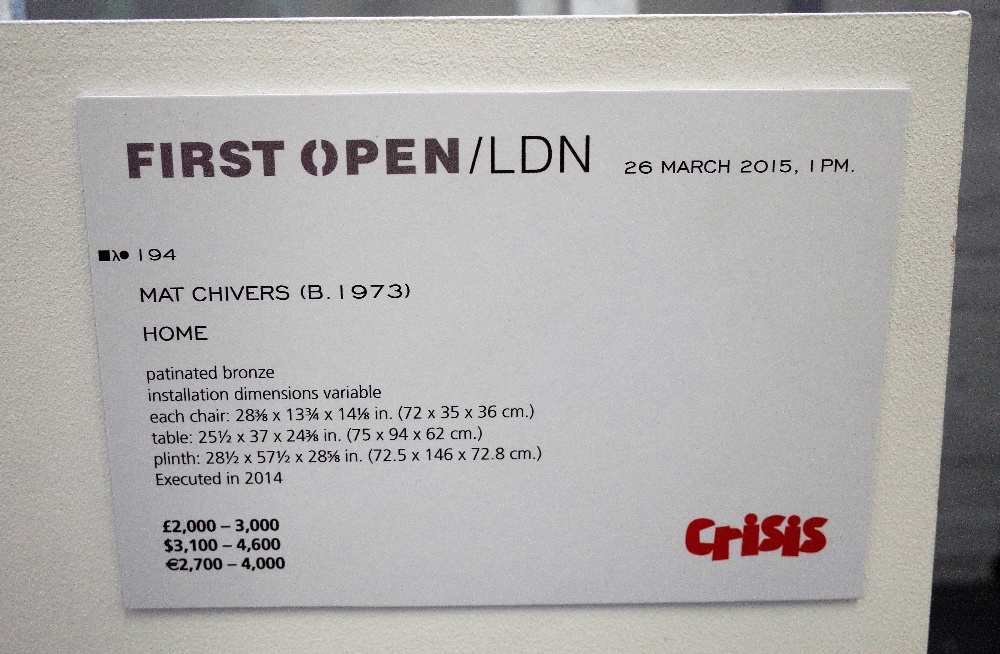 FIRST OPEN/LDN 26 MARCH 2015, 1PM.
■λ● 194
MAT CHIVERS (B. 1973)
HOME
patinated bronze
installation dimensions variable
each chair: 28⅜ x 13¾ x 14⅛ in. (72 x 35 x 36 cm.)
table: 25½ x 37 x 24⅜ in. (75 x 94 x 62 cm.)
plinth: 28½ x 57½ x 28⅝ in. (72.5 x 146 x 72.8 cm.)
Executed in 2014
£2,000 – 3,000
$3,100 – 4,600
€2,700 – 4,000
Crisis